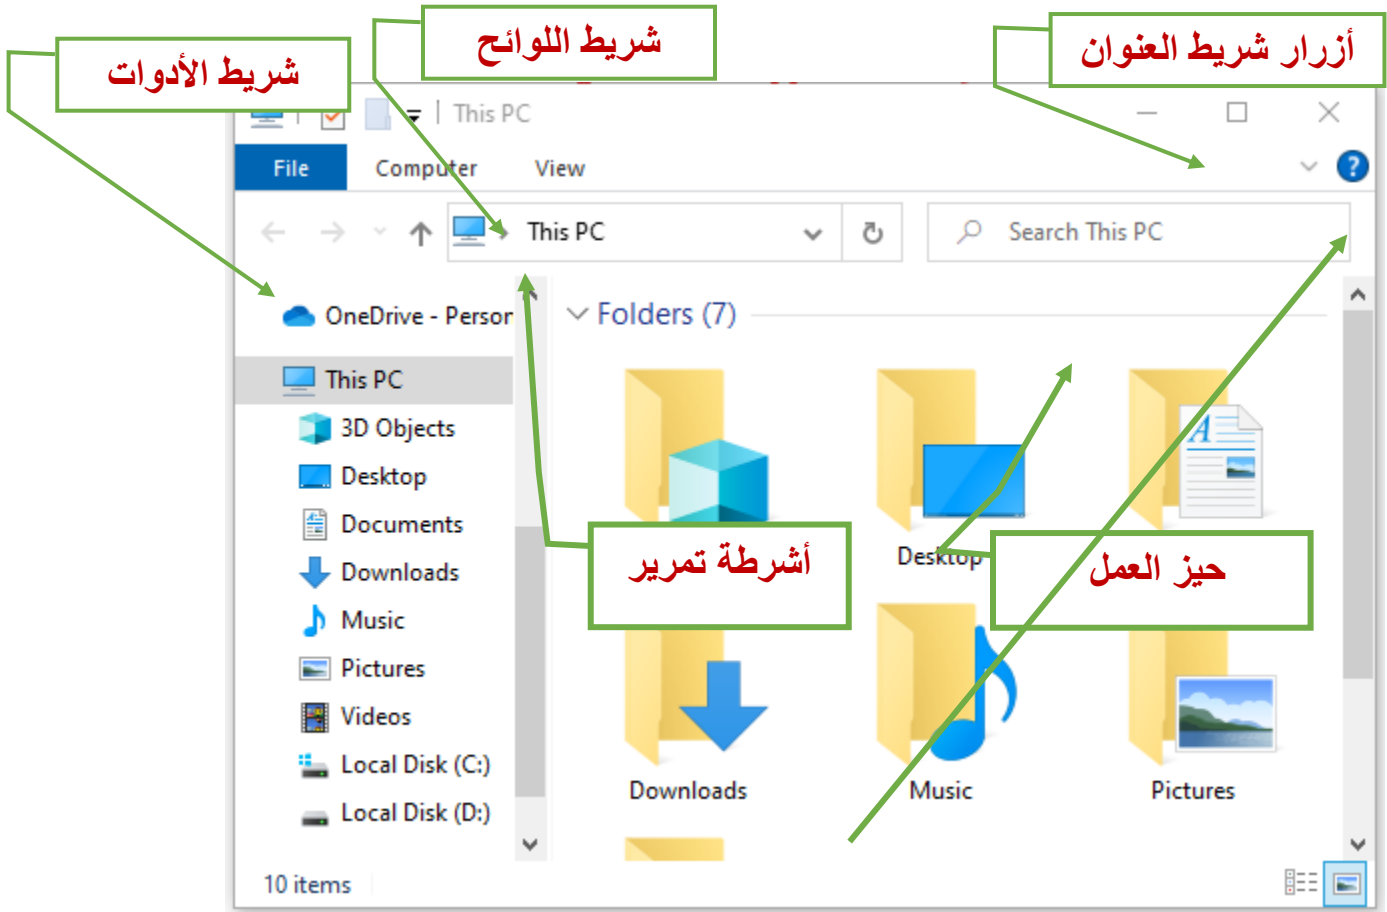 أزرار شريط العنوان
شريط اللوائح
شريط الأدوات
This PC
File Computer View
This PC
Search This PC
OneDrive - Person
Folders (7)
This PC
3D Objects
Desktop
Documents
Downloads
Music
Pictures
Videos
Local Disk (C:)
Local Disk (D:)
أشرطة تمرير
Desktop
حيز العمل
Downloads
Music
Pictures
10 items